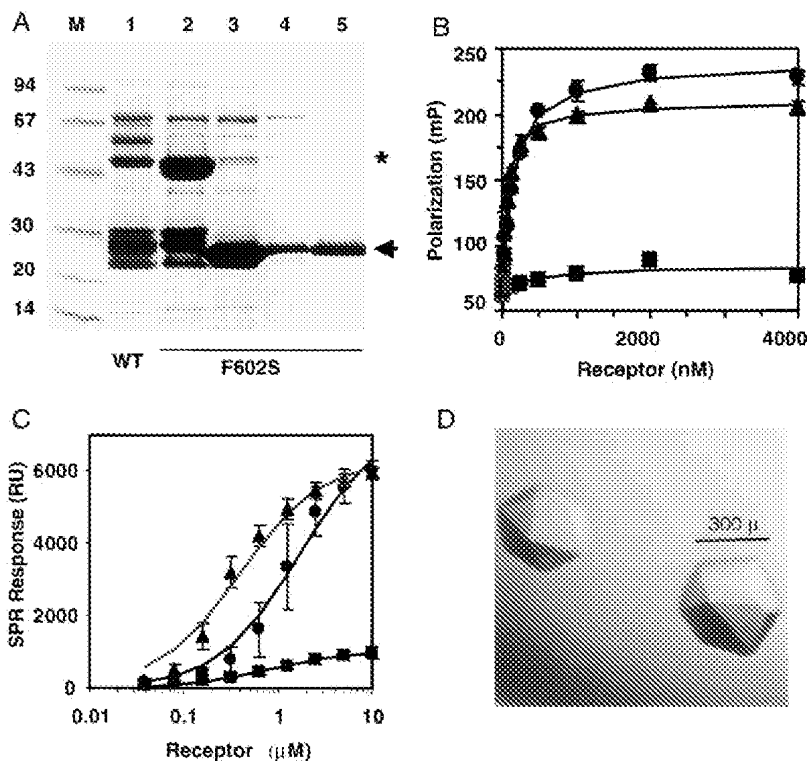 A
M 1 2 3 4 5
94
67
43
30
20
14
*
WT
F602S
B
Polarization (mP)
250
200
150
100
50
0 2000 4000
Receptor (nM)
C
SPR Response (RU)
6000
4000
2000
0
0.01 0.1 1 10
Receptor (μM)
D
300 μ